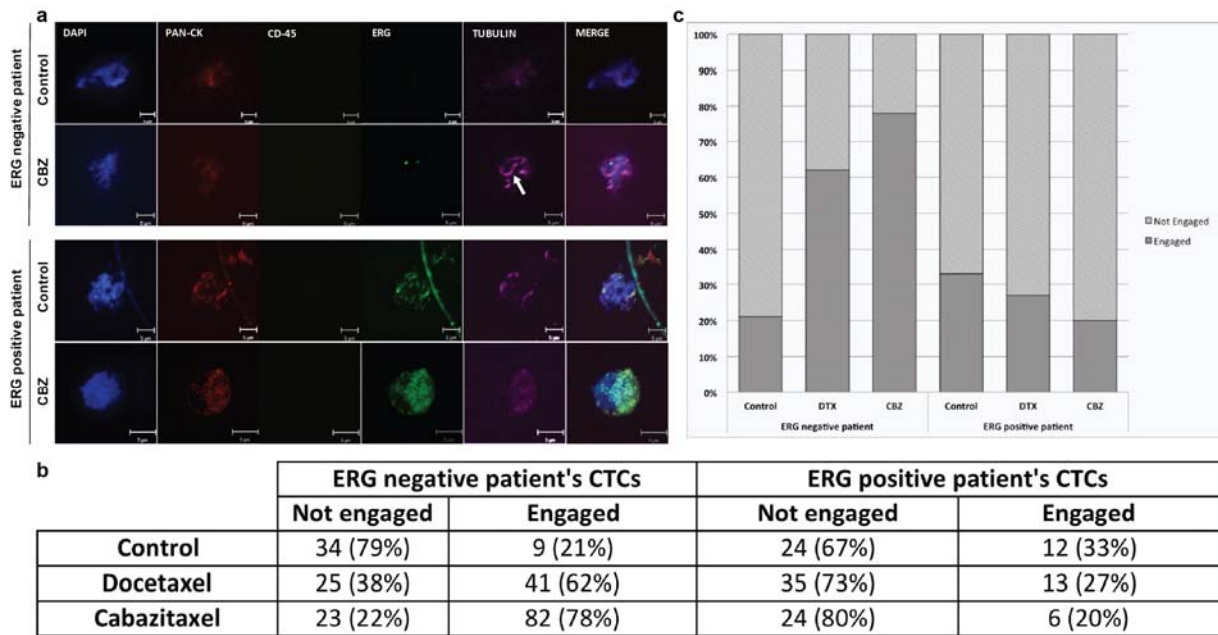 a
DAPI PAN-CK CD-45 ERG TUBULIN MERGE
ERG negative patient
Control
CBZ
ERG positive patient
Control
CBZ
c
100%
90%
80%
70%
60%
50%
40%
30%
20%
10%
0%
Control DTX CBZ Control DTX CBZ
ERG negative patient ERG positive patient
Not Engaged
Engaged
b
ERG negative patient's CTCs ERG positive patient's CTCs
Not engaged Engaged Not engaged Engaged
Control 34 (79%) 9 (21%) 24 (67%) 12 (33%)
Docetaxel 25 (38%) 41 (62%) 35 (73%) 13 (27%)
Cabazitaxel 23 (22%) 82 (78%) 24 (80%) 6 (20%)